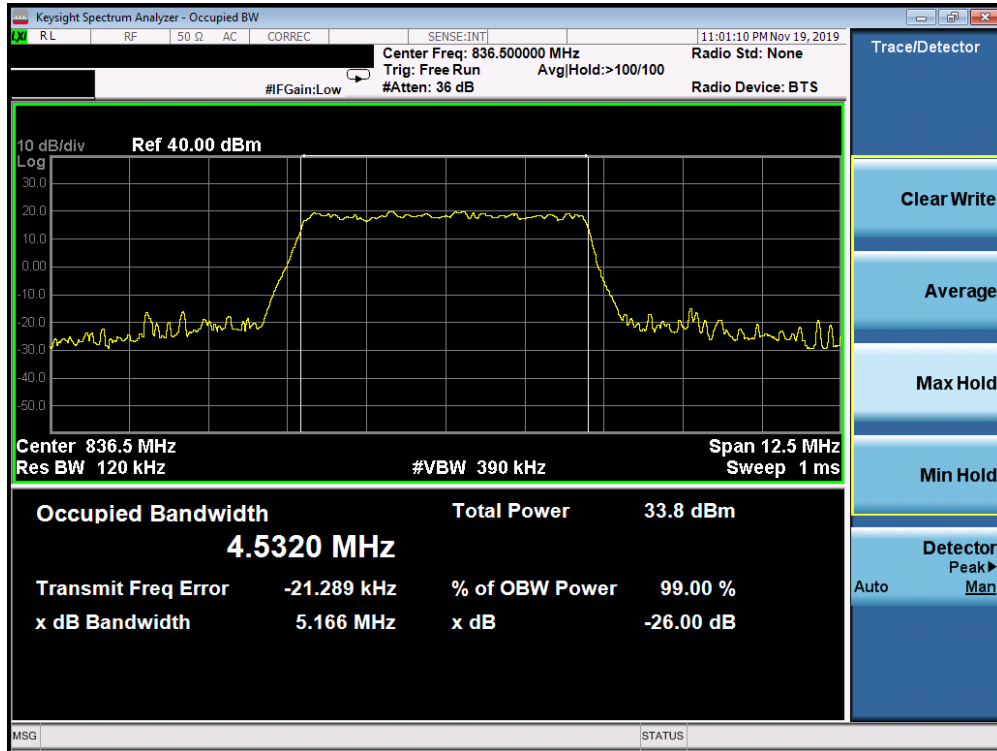 Keysight Spectrum Analyzer - Occupied BW
LXI RL RF 50 Ω AC CORREC SENSE:INT 11:01:10 PM Nov 19, 2019
Center Freq: 836.500000 MHz Radio Std: None
Trig: Free Run Avg|Hold:>100/100
#IFGain:Low #Atten: 36 dB Radio Device: BTS
10 dB/div Ref 40.00 dBm
Log
30.0
20.0
10.0
0.00
-10.0
-20.0
-30.0
-40.0
-50.0
Center 836.5 MHz Span 12.5 MHz
Res BW 120 kHz #VBW 390 kHz Sweep 1 ms
Occupied Bandwidth Total Power 33.8 dBm
4.5320 MHz
Transmit Freq Error -21.289 kHz % of OBW Power 99.00 %
x dB Bandwidth 5.166 MHz x dB -26.00 dB
MSG STATUS
Trace/Detector
Clear Write
Average
Max Hold
Min Hold
Detector
Peak▶
Auto Man